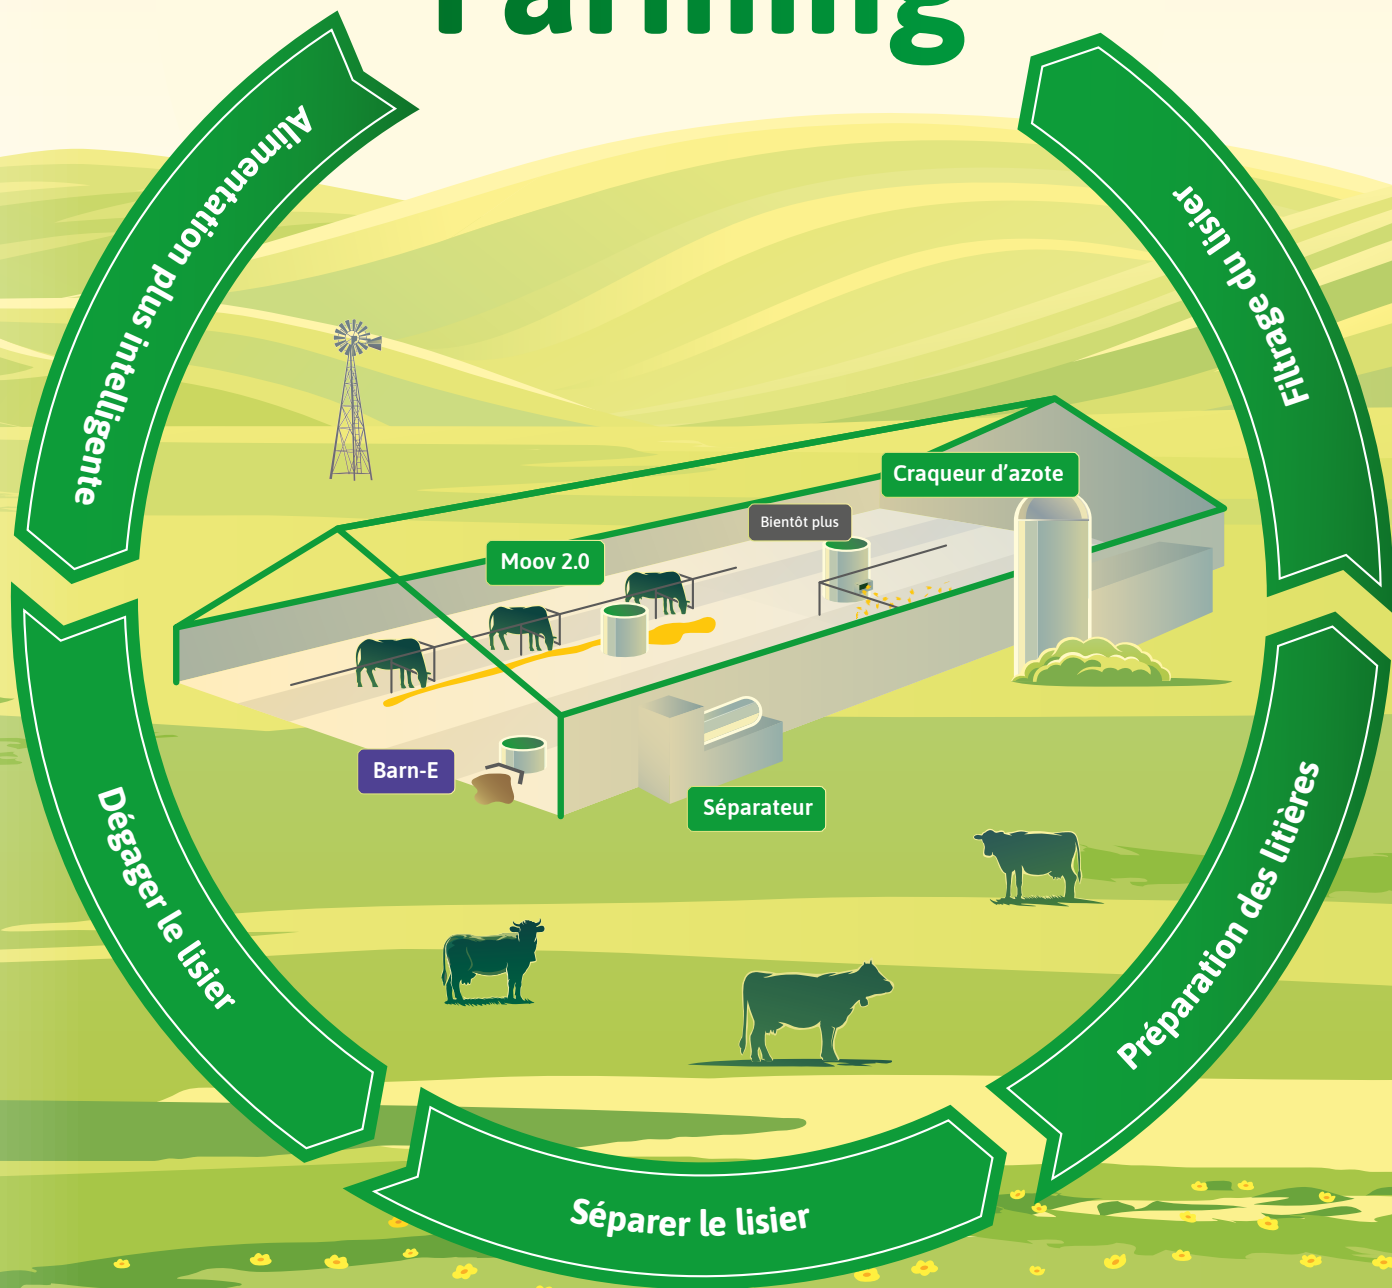 Farming
Alimentation plus intelligente
Filtrage du lisier
Craqueur d’azote
Bientôt plus
Moov 2.0
Barn-E
Séparateur
Dégager le lisier
Préparation des litières
Séparer le lisier